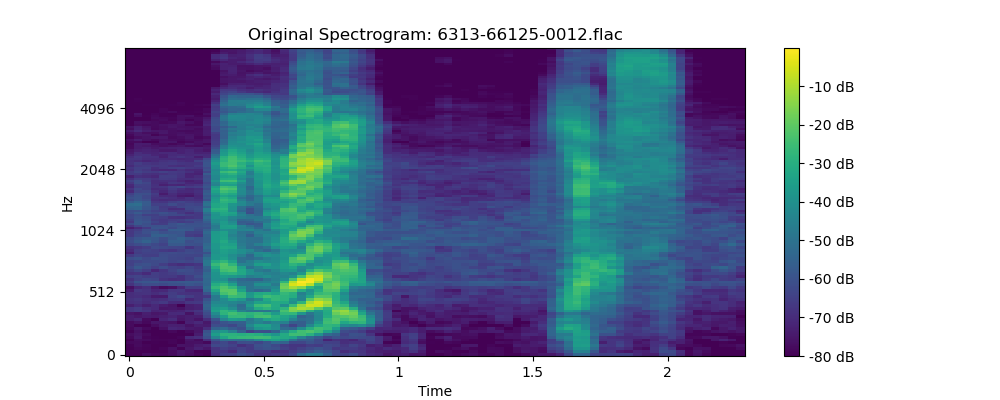 Original Spectrogram: 6313-66125-0012.flac
Hz
4096
2048
1024
512
0
0
0.5
1
1.5
2
Time
-10 dB
-20 dB
-30 dB
-40 dB
-50 dB
-60 dB
-70 dB
-80 dB